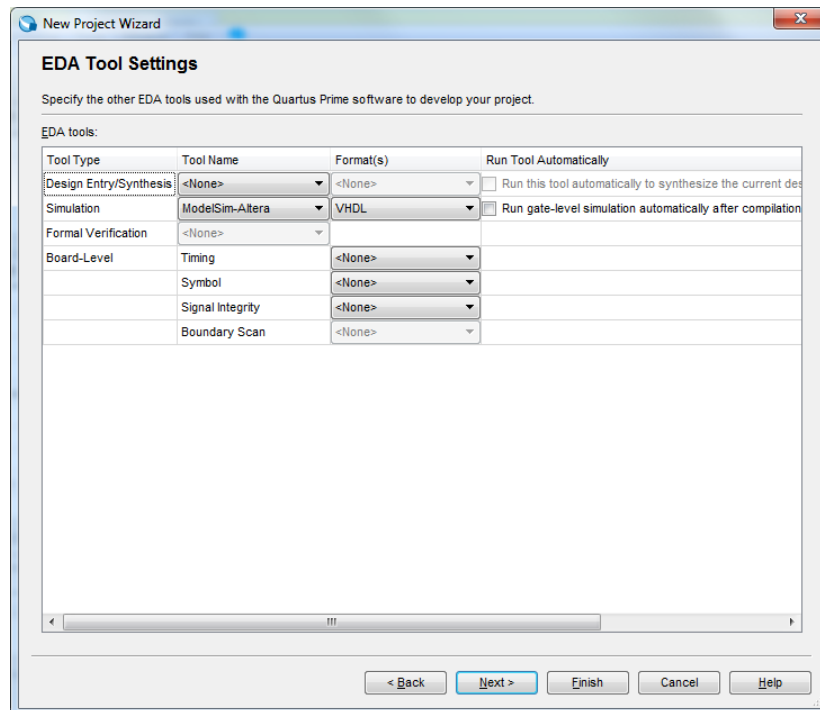 New Project Wizard
EDA Tool Settings
Specify the other EDA tools used with the Quartus Prime software to develop your project.
EDA tools:
Tool Type Tool Name Format(s) Run Tool Automatically
Design Entry/Synthesis <None> <None> Run this tool automatically to synthesize the current des
Simulation ModelSim-Altera VHDL Run gate-level simulation automatically after compilation
Formal Verification <None>
Board-Level Timing <None>
Symbol <None>
Signal Integrity <None>
Boundary Scan <None>
< Back Next > Finish Cancel Help